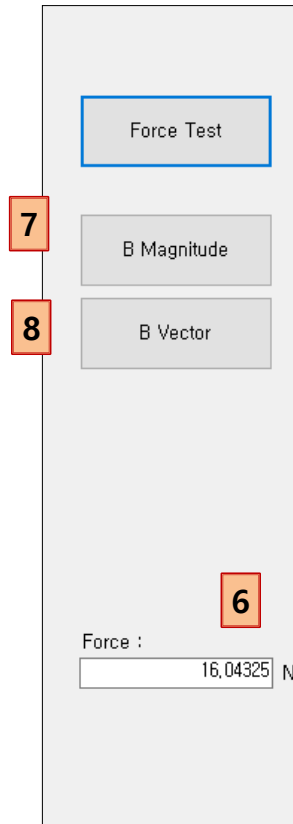 Force Test
7
B Magnitude
8
B Vector
6
Force :
16,04325 N